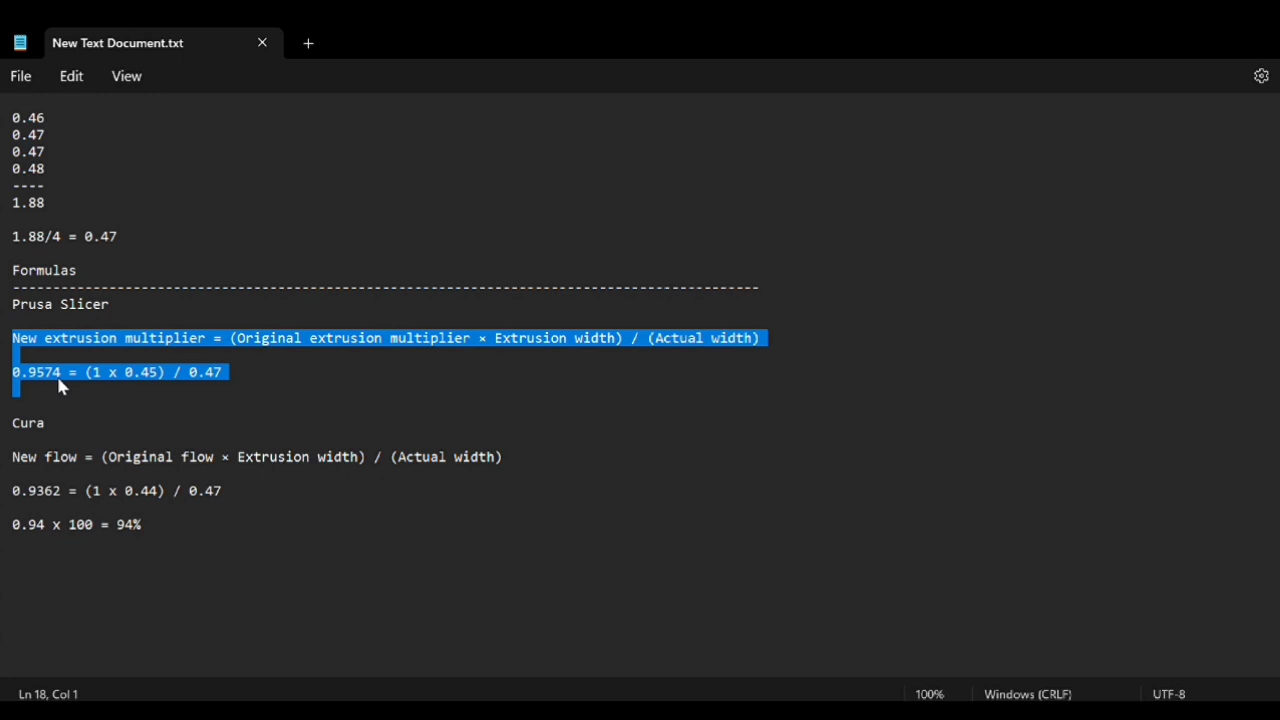 New Text Document.txt
File Edit View
0.46
0.47
0.47
0.48
----
1.88
1.88/4 = 0.47
Formulas
---------------------------------------------------------------------------------------------
Prusa Slicer
New extrusion multiplier = (Original extrusion multiplier × Extrusion width) / (Actual width)
0.9574 = (1 x 0.45) / 0.47
Cura
New flow = (Original flow × Extrusion width) / (Actual width)
0.9362 = (1 x 0.44) / 0.47
0.94 x 100 = 94%
Ln 18, Col 1 100% Windows (CRLF) UTF-8